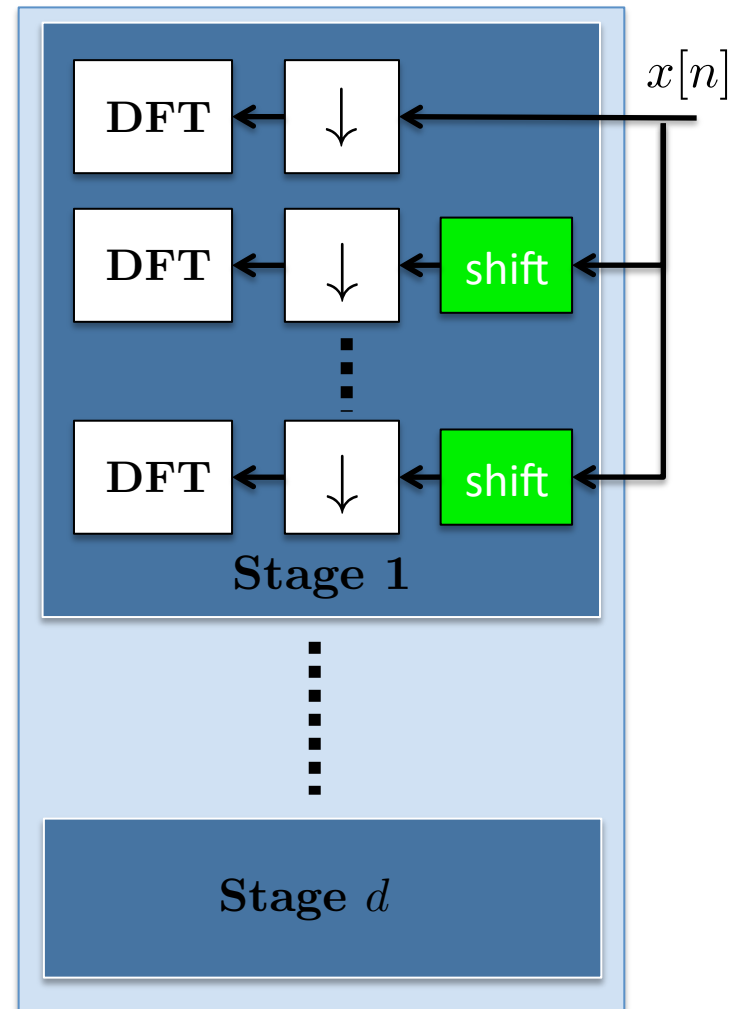 x[n]
DFT ↓
DFT ↓ shift
DFT ↓ shift
Stage 1
Stage d